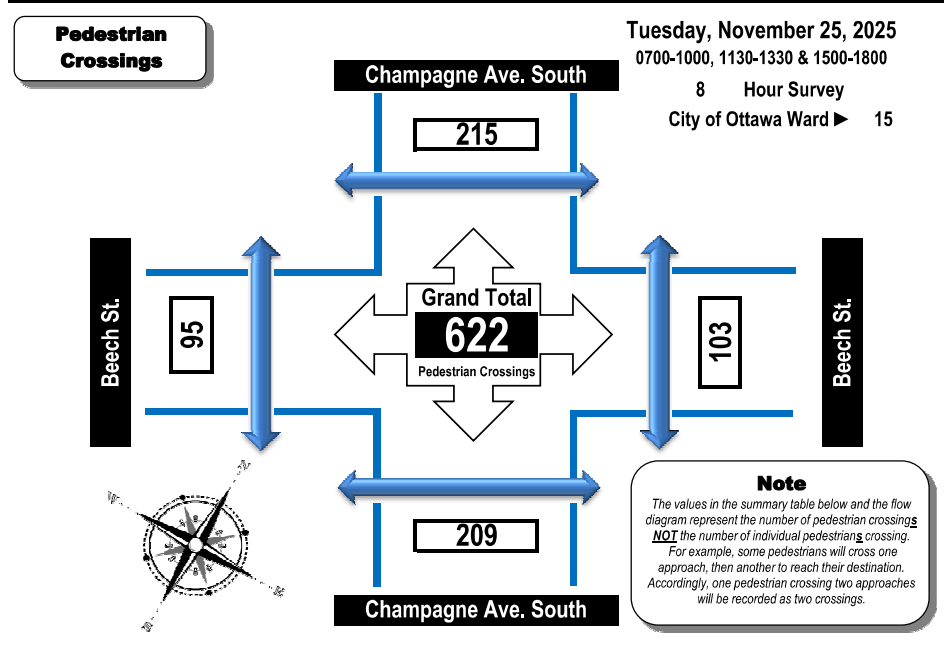 Pedestrian
Crossings
Tuesday, November 25, 2025
0700-1000, 1130-1330 & 1500-1800
8 Hour Survey
City of Ottawa Ward ► 15
Champagne Ave. South
215
Beech St.
95
Grand Total
622
Pedestrian Crossings
103
Beech St.
209
Champagne Ave. South
N
W
E
S
Note
The values in the summary table below and the flow
diagram represent the number of pedestrian crossings
NOT the number of individual pedestrians crossing.
For example, some pedestrians will cross one
approach, then another to reach their destination.
Accordingly, one pedestrian crossing two approaches
will be recorded as two crossings.